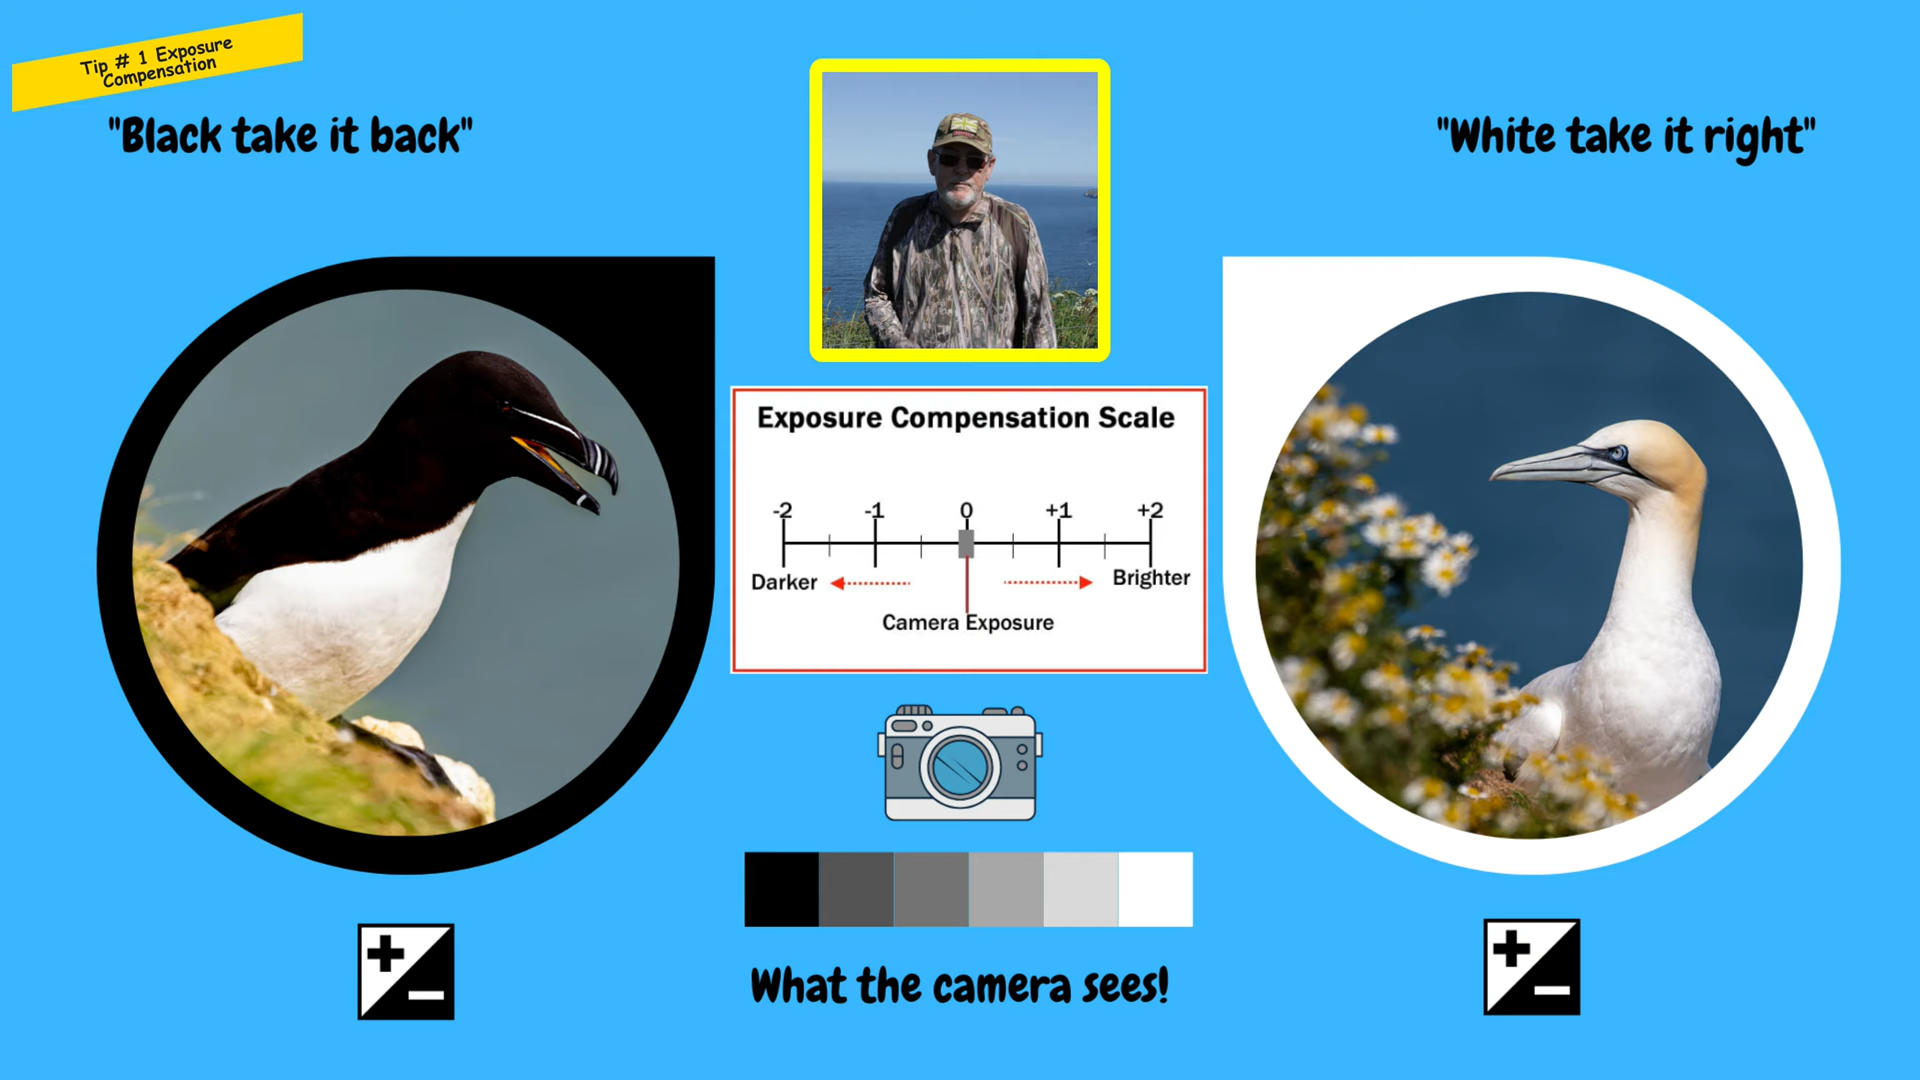 Tip # 1 Exposure
Compensation
"Black take it back"
"White take it right"
Exposure Compensation Scale
-2 -1 0 +1 +2
Darker Brighter
Camera Exposure
What the camera sees!